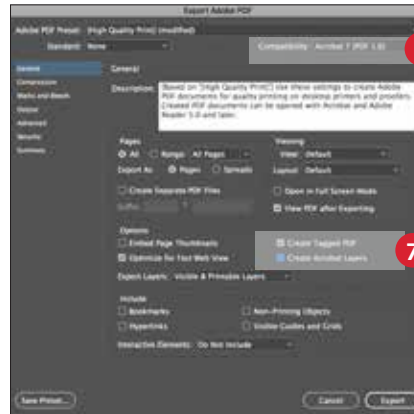 Export Adobe PDF
Adobe PDF Preset: [High Quality Print] (modified)
Standard: None
Compatibility: Acrobat 7 (PDF 1.6)
General
Compression
Marks and Bleeds
Output
Advanced
Security
Summary
General
Description: [Based on "[High Quality Print]"] Use these settings to create Adobe
PDF documents for quality printing on desktop printers and proofers.
Created PDF documents can be opened with Acrobat and Adobe
Reader 5.0 and later.
Pages
All Range: All Pages
Export As: Pages Spreads
Create Separate PDF Files
Suffix:
Viewing
View: Default
Layout: Default
Open in Full Screen Mode
View PDF after Exporting
Options
Embed Page Thumbnails
Optimize for Fast Web View
Create Tagged PDF
Create Acrobat Layers
7
Export Layers: Visible & Printable Layers
Include
Bookmarks
Hyperlinks
Non-Printing Objects
Visible Guides and Grids
Interactive Elements: Do Not Include
Save Preset...
Cancel
Export